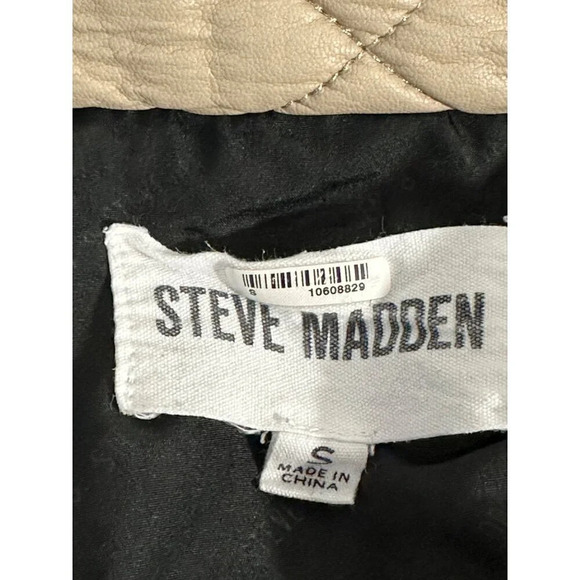 S 10608829
STEVE MADDEN
S
MADE IN
CHINA